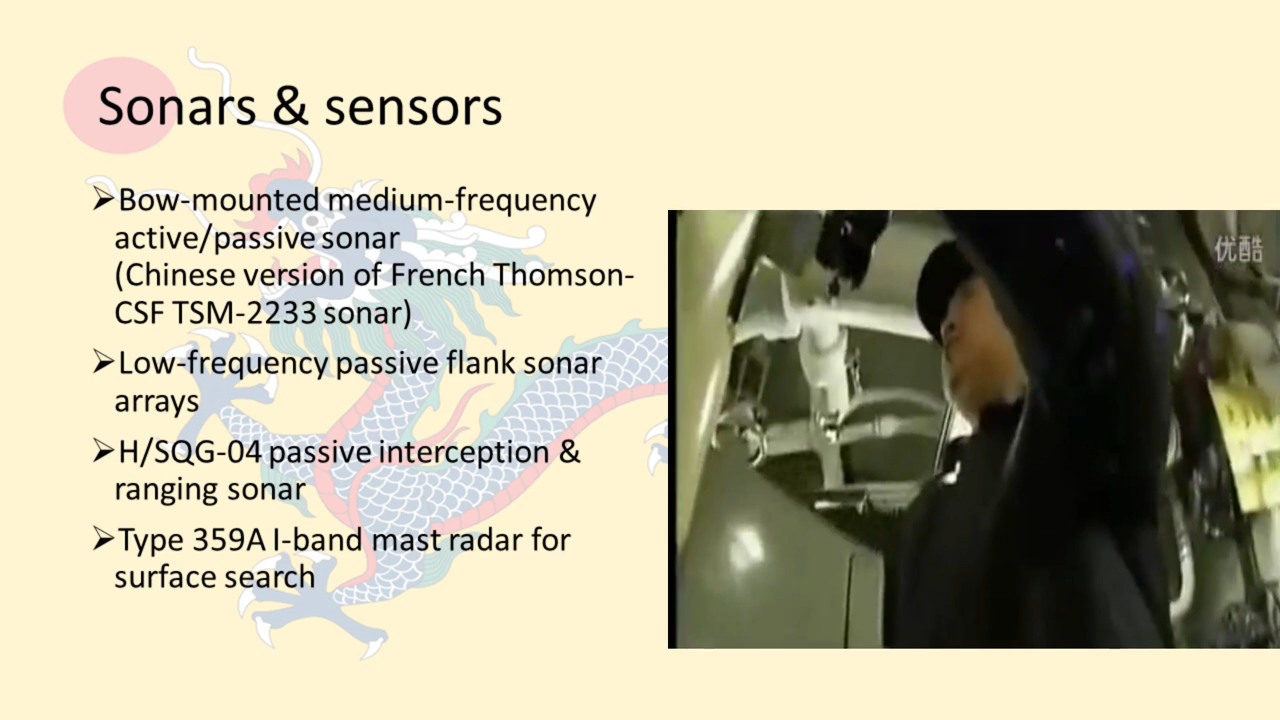 Sonars & sensors
➢Bow-mounted medium-frequency
active/passive sonar
(Chinese version of French Thomson-
CSF TSM-2233 sonar)
➢Low-frequency passive flank sonar
arrays
➢H/SQG-04 passive interception &
ranging sonar
➢Type 359A I-band mast radar for
surface search
优酷